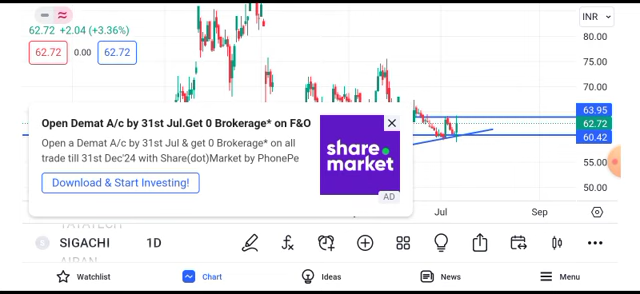 INR
62.72 +2.04 (+3.36%)
62.72 0.00 62.72
80.00
75.00
70.00
63.95
62.72
60.42
55.00
50.00
Open Demat A/c by 31st Jul.Get 0 Brokerage* on F&O
Open a Demat A/c by 31st Jul & get 0 Brokerage* on all
trade till 31st Dec'24 with Share(dot)Market by PhonePe
Download & Start Investing!
share.
market
AD
Jul Sep
SIGACHI 1D
Watchlist Chart Ideas News Menu